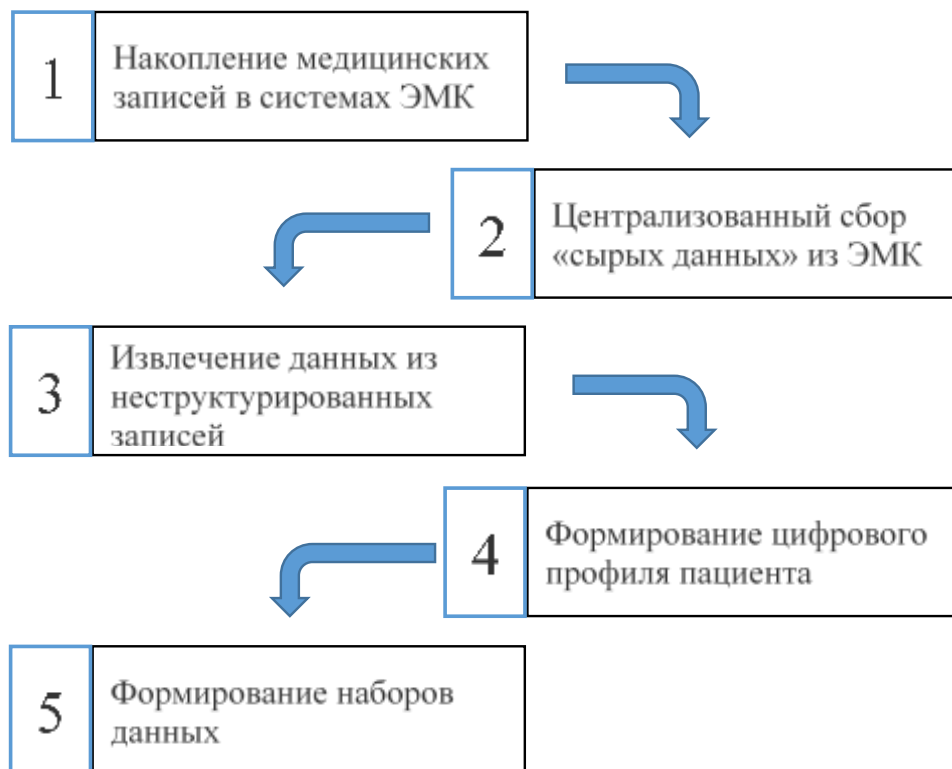 1
Накопление медицинских
записей в системах ЭМК
2
Централизованный сбор
«сырых данных» из ЭМК
3
Извлечение данных из
неструктурированных
записей
4
Формирование цифрового
профиля пациента
5
Формирование наборов
данных